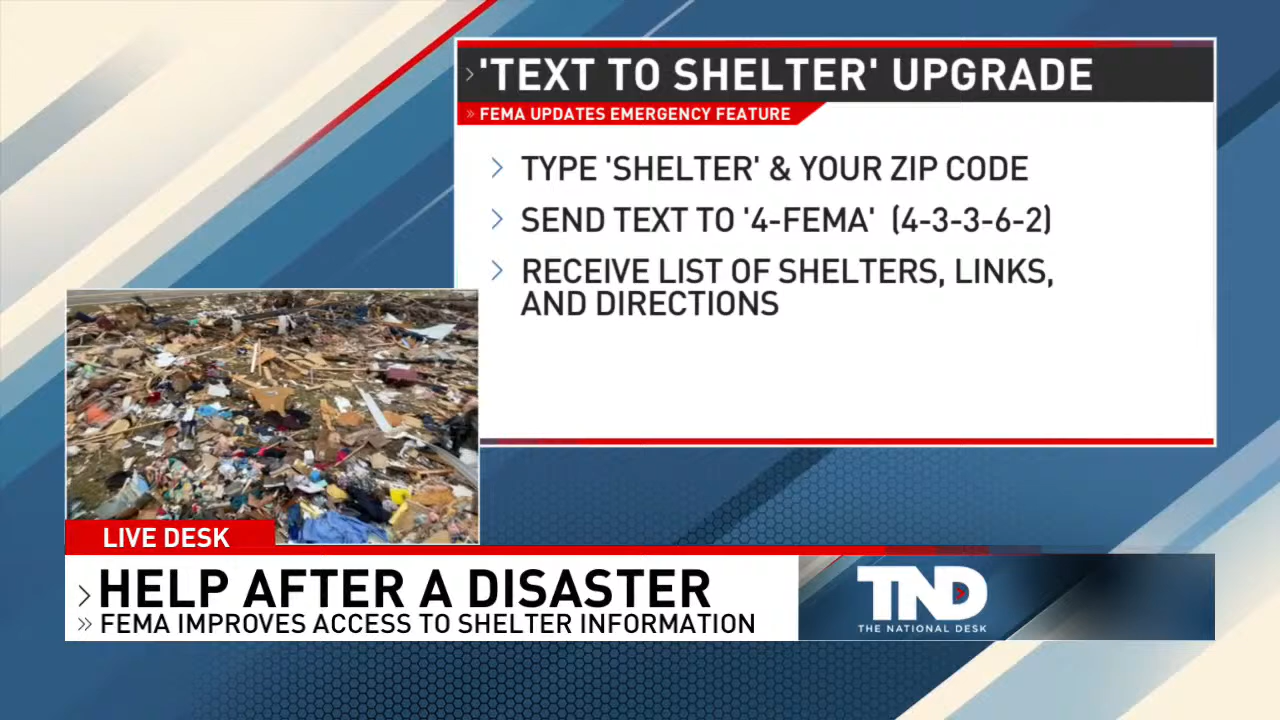 'TEXT TO SHELTER' UPGRADE
FEMA UPDATES EMERGENCY FEATURE
TYPE 'SHELTER' & YOUR ZIP CODE
SEND TEXT TO '4-FEMA' (4-3-3-6-2)
RECEIVE LIST OF SHELTERS, LINKS,
AND DIRECTIONS
LIVE DESK
HELP AFTER A DISASTER
FEMA IMPROVES ACCESS TO SHELTER INFORMATION
TND
THE NATIONAL DESK